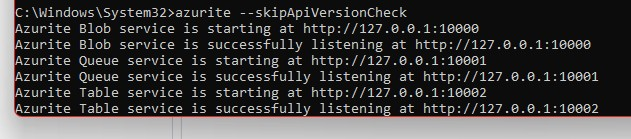 C:\Windows\System32>azurite --skipApiVersionCheck
Azurite Blob service is starting at http://127.0.0.1:10000
Azurite Blob service is successfully listening at http://127.0.0.1:10000
Azurite Queue service is starting at http://127.0.0.1:10001
Azurite Queue service is successfully listening at http://127.0.0.1:10001
Azurite Table service is starting at http://127.0.0.1:10002
Azurite Table service is successfully listening at http://127.0.0.1:10002